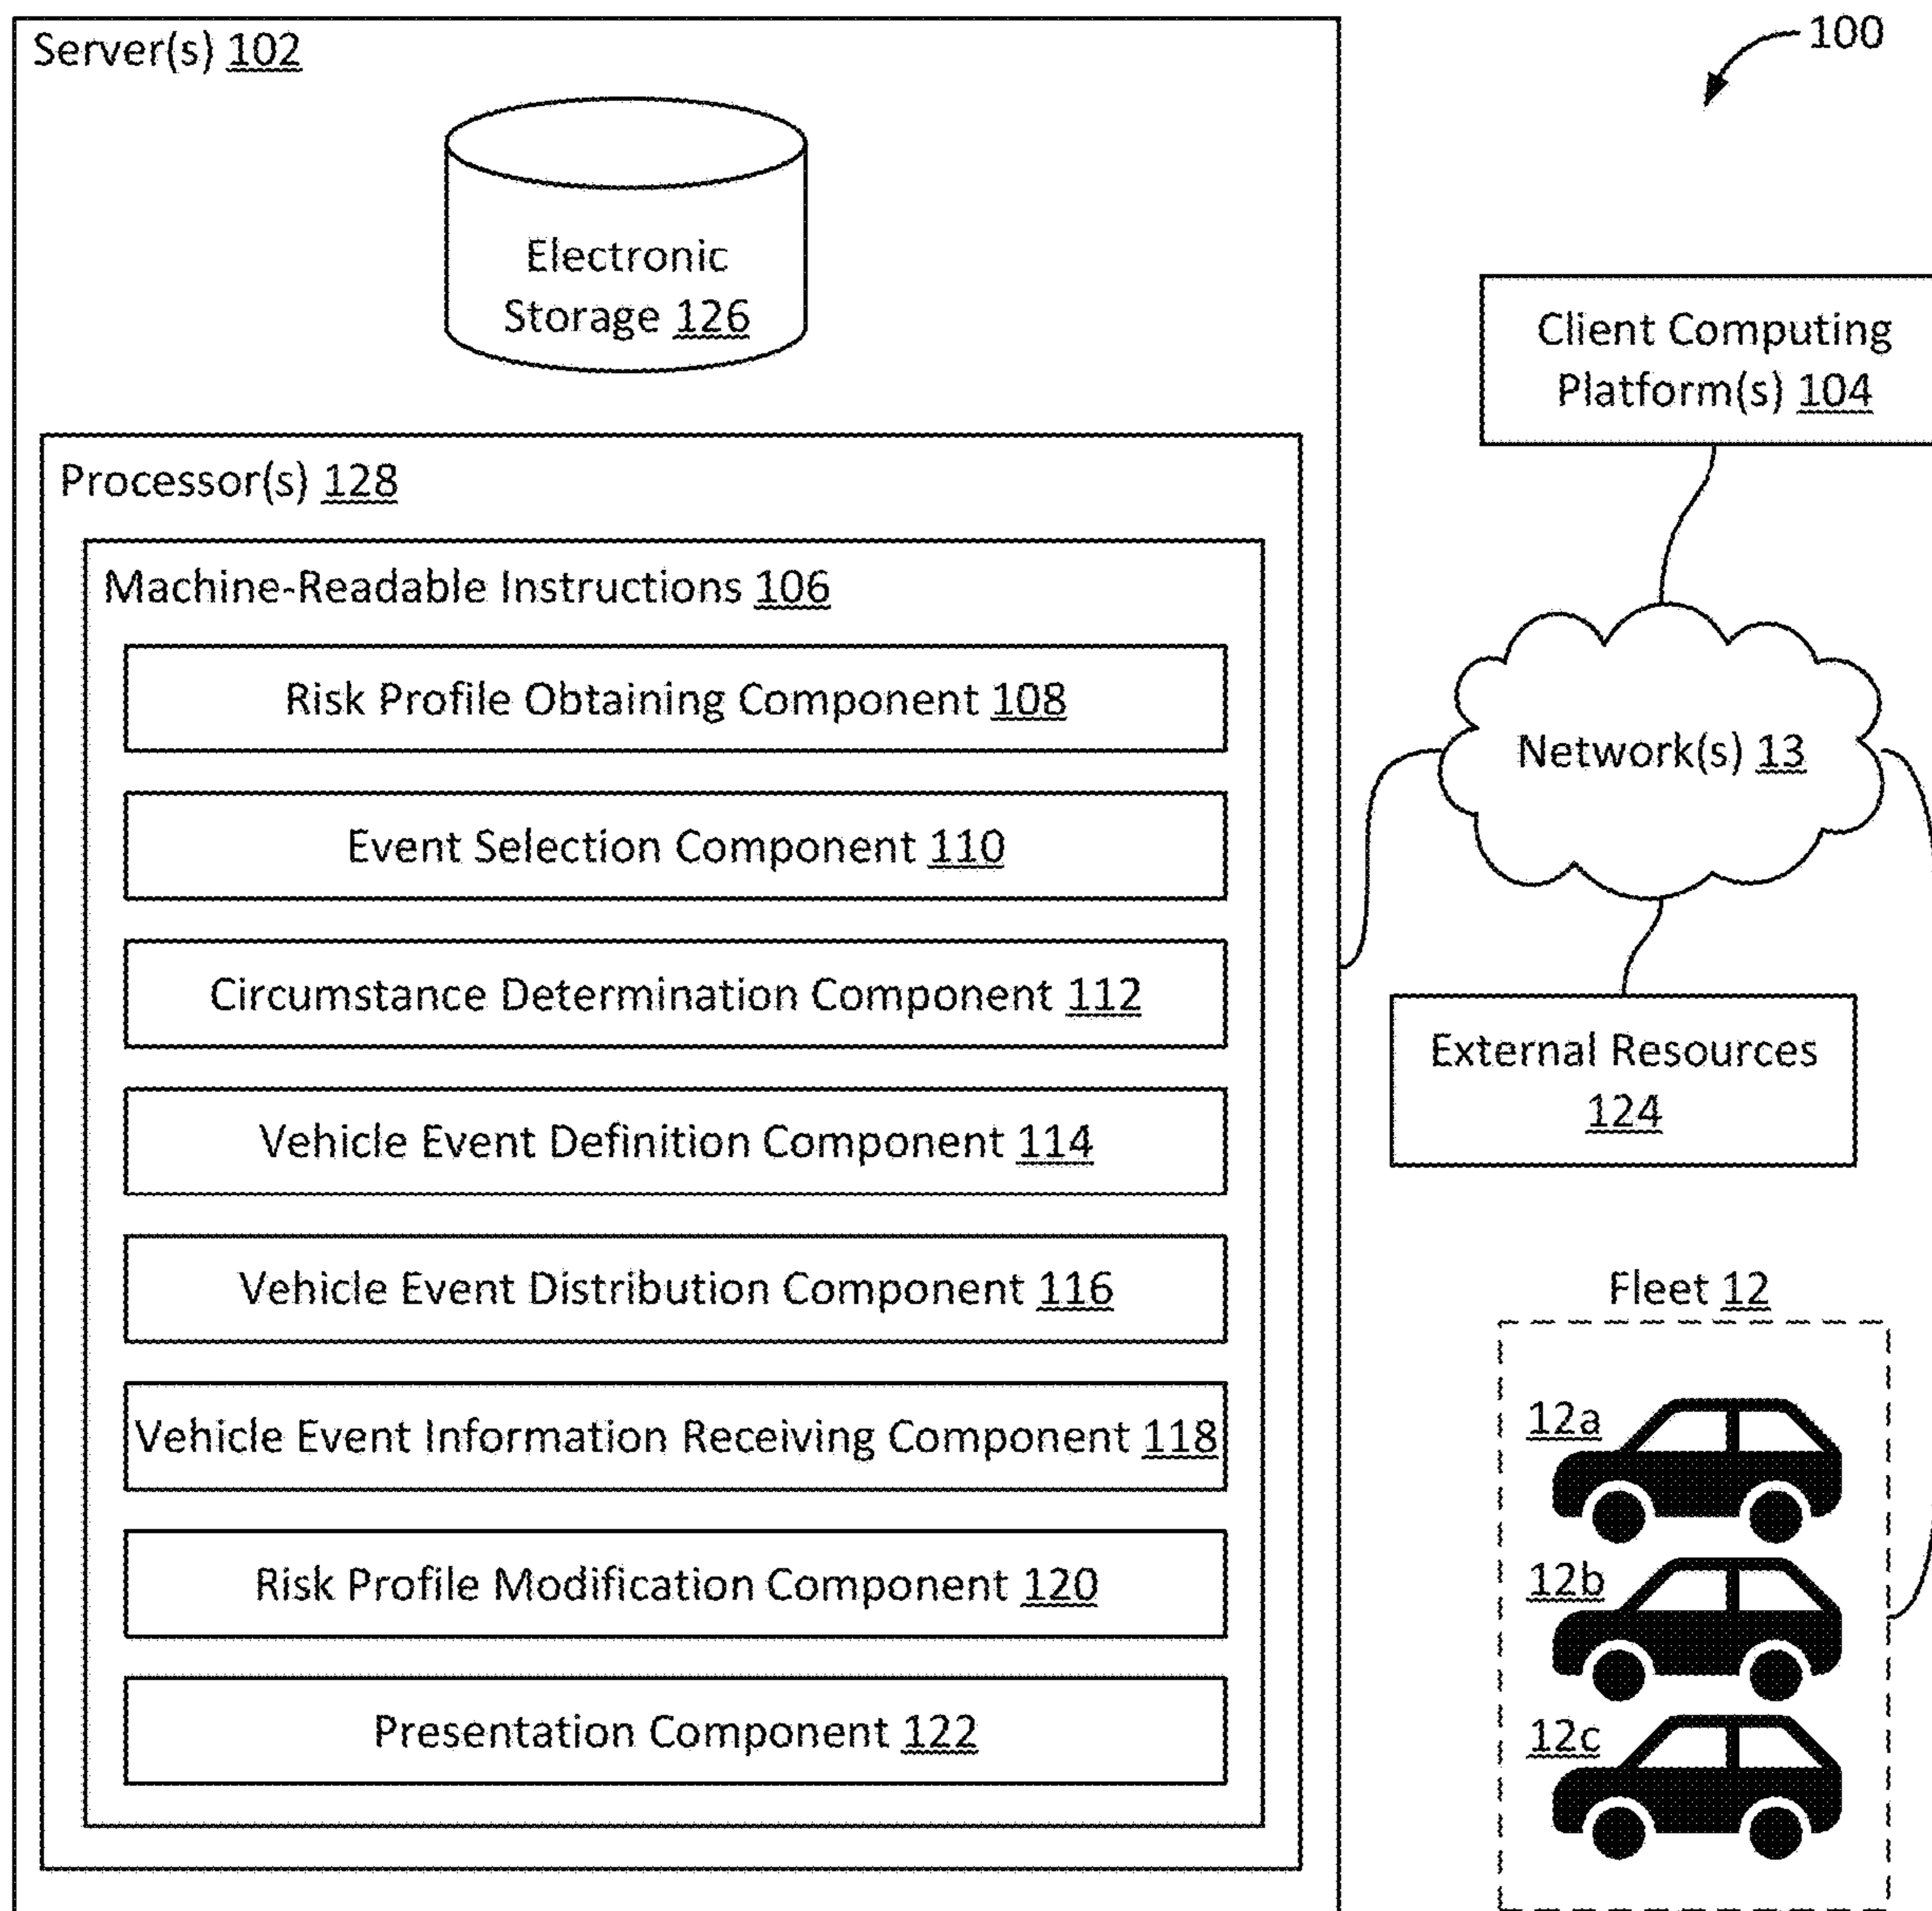 Server(s) 102
100
Electronic
Storage 126
Client Computing
Platform(s) 104
Processor(s) 128
Machine-Readable Instructions 106
Risk Profile Obtaining Component 108
Event Selection Component 110
Circumstance Determination Component 112
Vehicle Event Definition Component 114
Vehicle Event Distribution Component 116
Vehicle Event Information Receiving Component 118
Risk Profile Modification Component 120
Presentation Component 122
Network(s) 13
External Resources
124
Fleet 12
12a
12b
12c